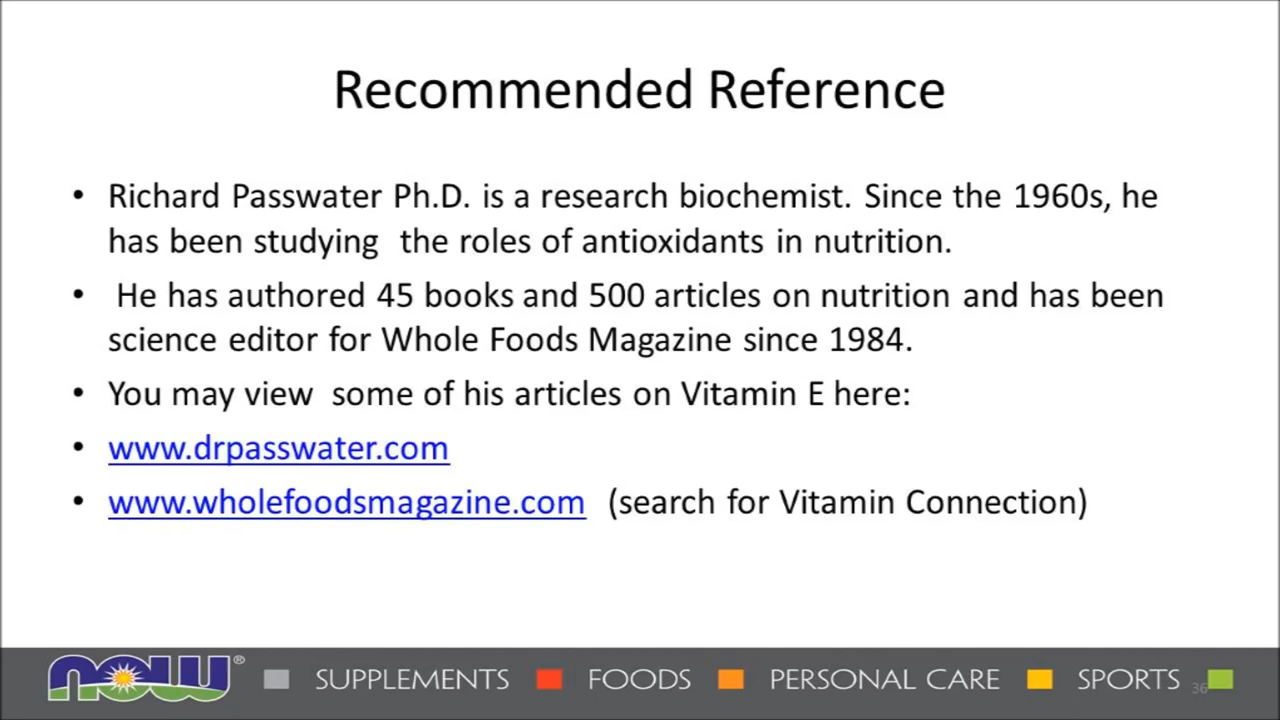 Recommended Reference
• Richard Passwater Ph.D. is a research biochemist. Since the 1960s, he
has been studying  the roles of antioxidants in nutrition.
•  He has authored 45 books and 500 articles on nutrition and has been
science editor for Whole Foods Magazine since 1984.
• You may view  some of his articles on Vitamin E here:
• www.drpasswater.com
• www.wholefoodsmagazine.com  (search for Vitamin Connection)
now® SUPPLEMENTS FOODS PERSONAL CARE SPORTS 36